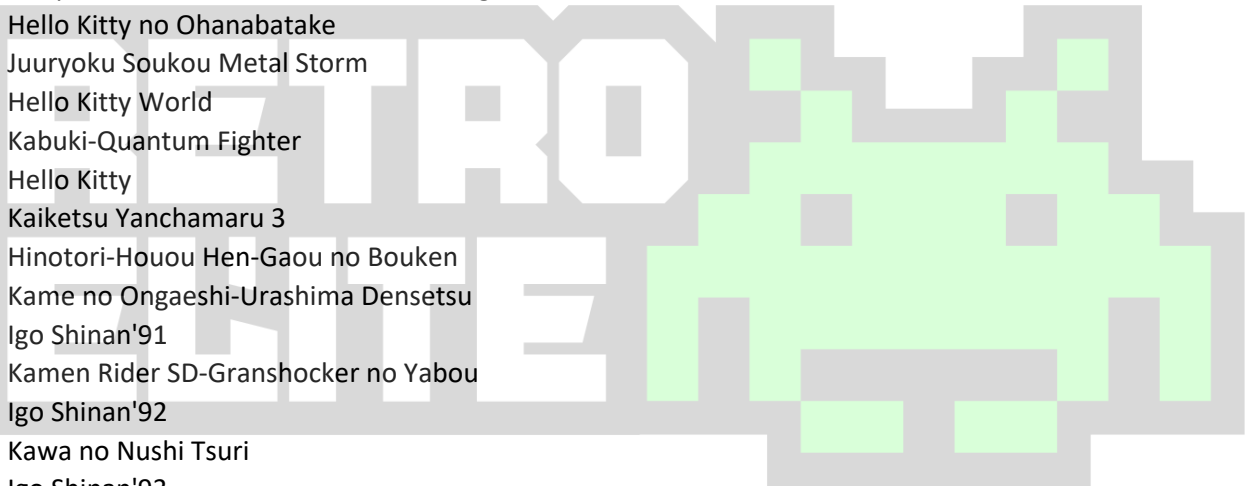 Hello Kitty no Ohanabatake
Juuryoku Soukou Metal Storm
Hello Kitty World
Kabuki-Quantum Fighter
Hello Kitty
Kaiketsu Yanchamaru 3
Hinotori-Houou Hen-Gaou no Bouken
Kame no Ongaeshi-Urashima Densetsu
Igo Shinan'91
Kamen Rider SD-Granshocker no Yabou
Igo Shinan'92
Kawa no Nushi Tsuri
RETRO
ELITE